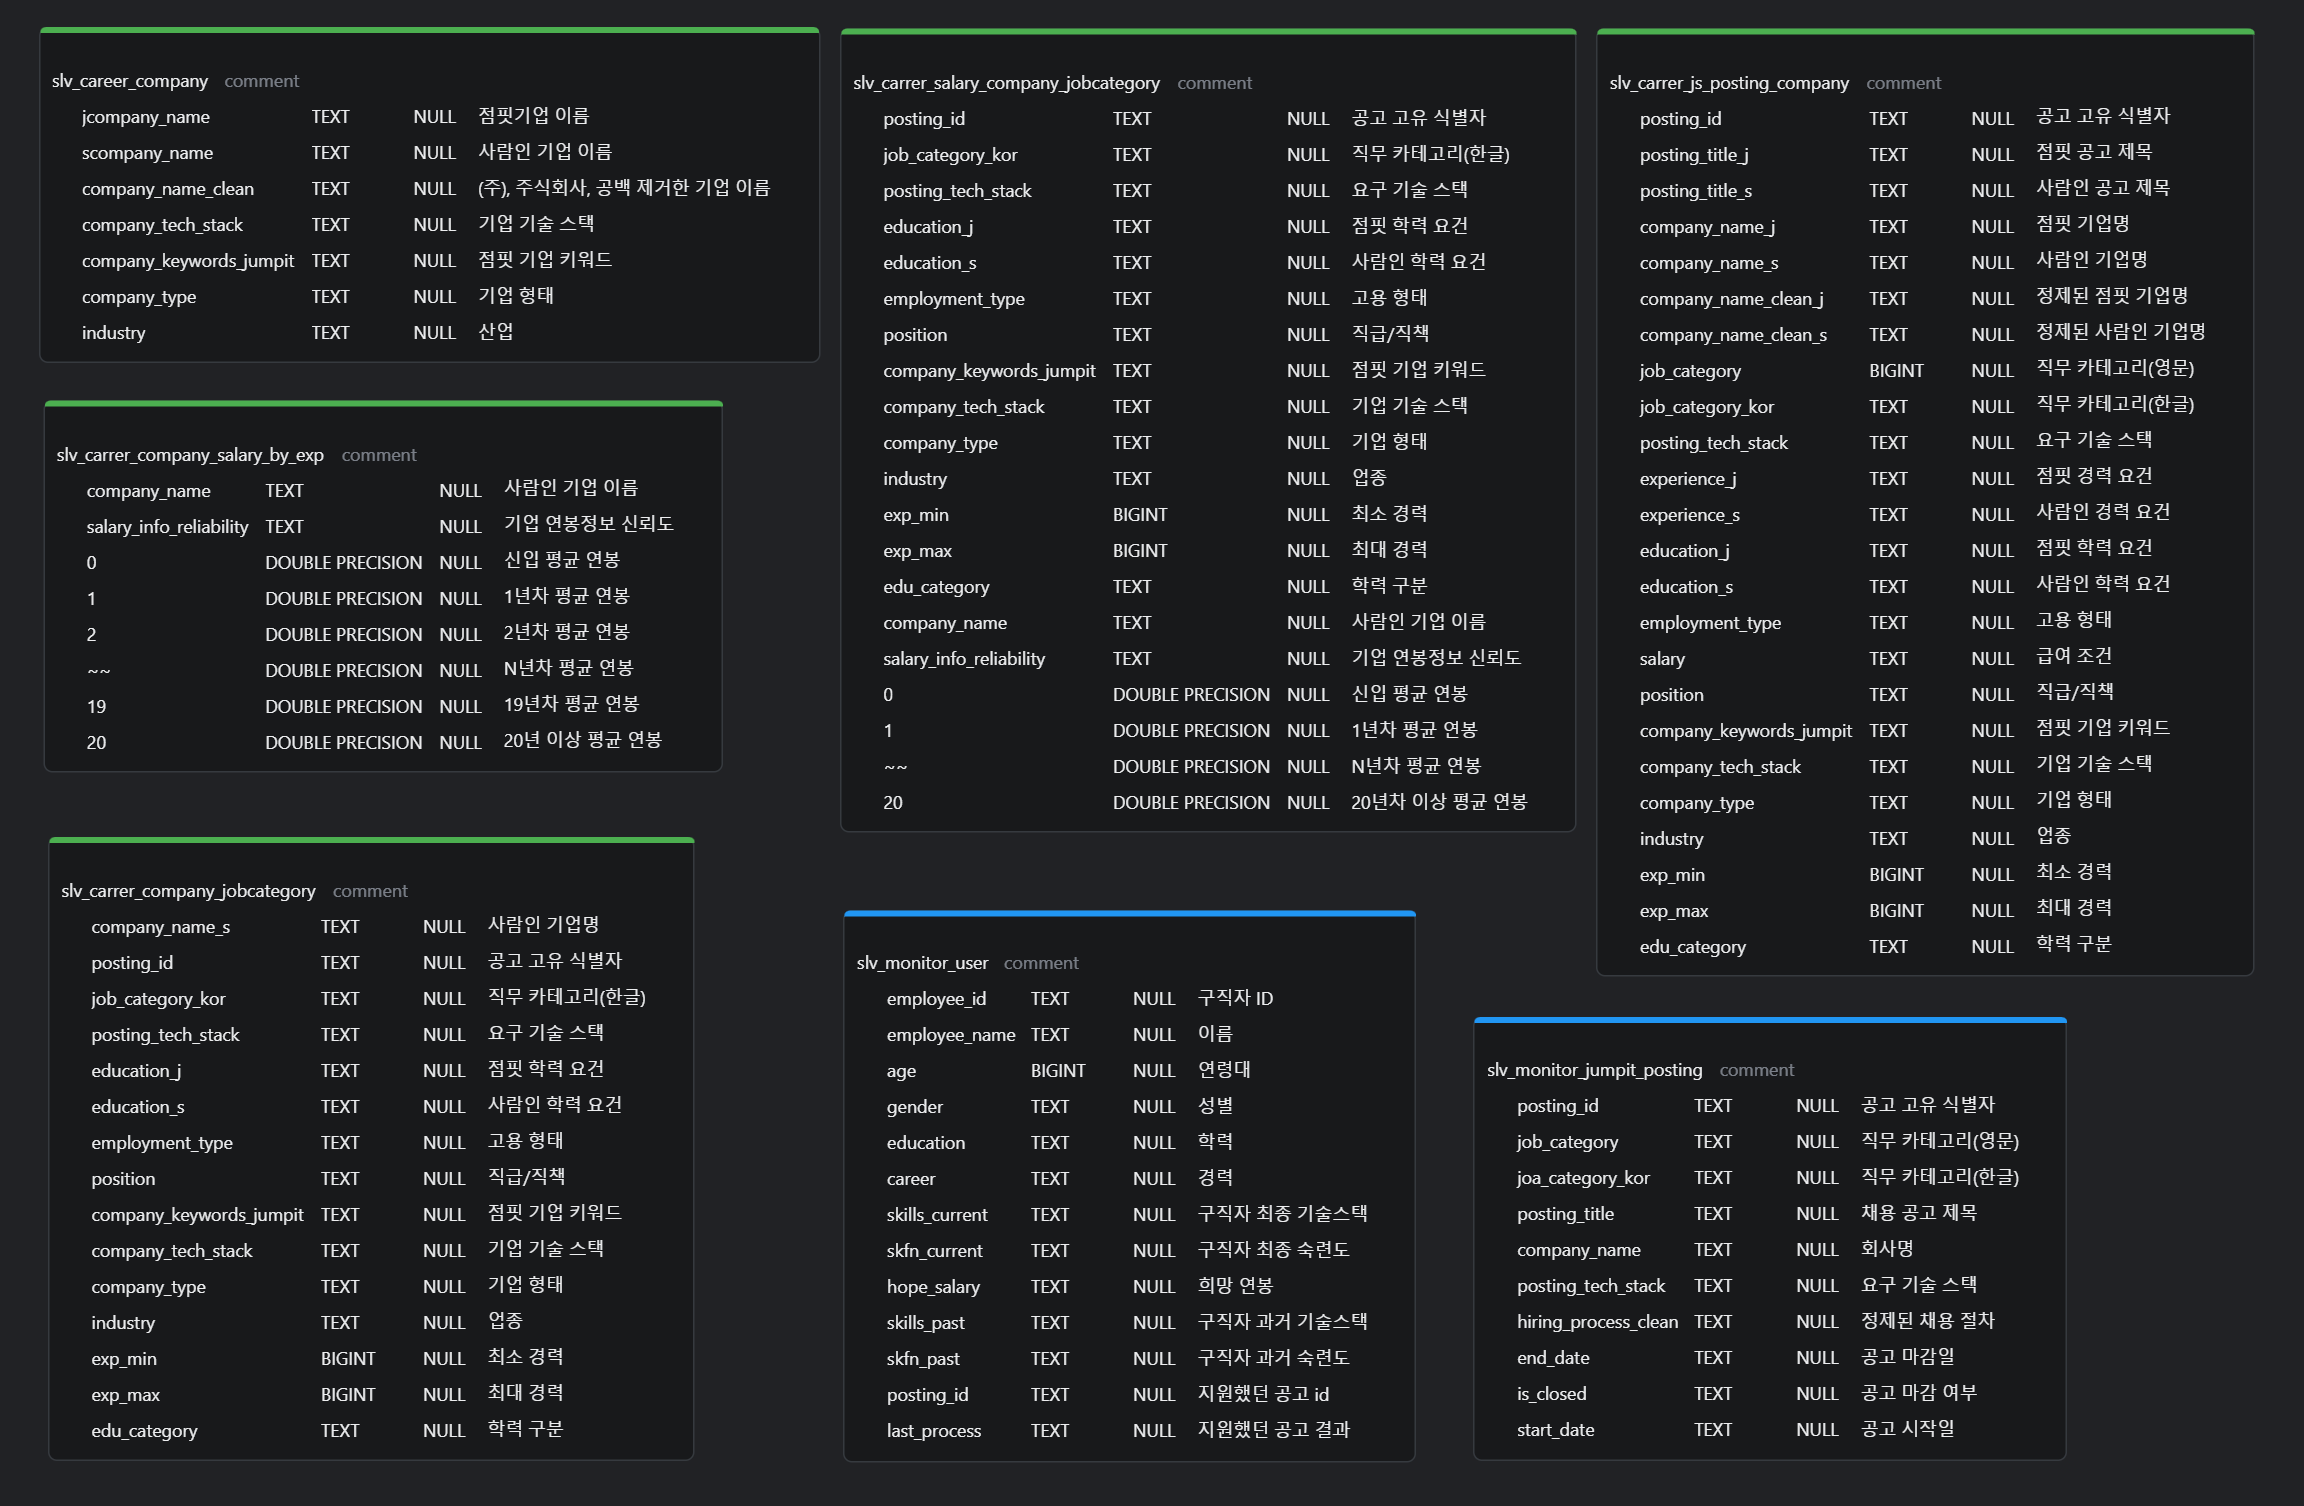 slv_career_company comment
jcompany_name TEXT NULL 점핏기업 이름
scompany_name TEXT NULL 사람인 기업 이름
company_name_clean TEXT NULL (주), 주식회사, 공백 제거한 기업 이름
company_tech_stack TEXT NULL 기업 기술 스택
company_keywords_jumpit TEXT NULL 점핏 기업 키워드
company_type TEXT NULL 기업 형태
industry TEXT NULL 산업
slv_carrer_company_salary_by_exp comment
company_name TEXT NULL 사람인 기업 이름
salary_info_reliability TEXT NULL 기업 연봉정보 신뢰도
0 DOUBLE PRECISION NULL 신입 평균 연봉
1 DOUBLE PRECISION NULL 1년차 평균 연봉
2 DOUBLE PRECISION NULL 2년차 평균 연봉
~~ DOUBLE PRECISION NULL N년차 평균 연봉
19 DOUBLE PRECISION NULL 19년차 평균 연봉
20 DOUBLE PRECISION NULL 20년 이상 평균 연봉
slv_carrer_company_jobcategory comment
company_name_s TEXT NULL 사람인 기업명
posting_id TEXT NULL 공고 고유 식별자
job_category_kor TEXT NULL 직무 카테고리(한글)
posting_tech_stack TEXT NULL 요구 기술 스택
education_j TEXT NULL 점핏 학력 요건
education_s TEXT NULL 사람인 학력 요건
employment_type TEXT NULL 고용 형태
position TEXT NULL 직급/직책
company_keywords_jumpit TEXT NULL 점핏 기업 키워드
company_tech_stack TEXT NULL 기업 기술 스택
company_type TEXT NULL 기업 형태
industry TEXT NULL 업종
exp_min BIGINT NULL 최소 경력
exp_max BIGINT NULL 최대 경력
edu_category TEXT NULL 학력 구분
slv_carrer_salary_company_jobcategory comment
posting_id TEXT NULL 공고 고유 식별자
job_category_kor TEXT NULL 직무 카테고리(한글)
posting_tech_stack TEXT NULL 요구 기술 스택
education_j TEXT NULL 점핏 학력 요건
education_s TEXT NULL 사람인 학력 요건
employment_type TEXT NULL 고용 형태
position TEXT NULL 직급/직책
company_keywords_jumpit TEXT NULL 점핏 기업 키워드
company_tech_stack TEXT NULL 기업 기술 스택
company_type TEXT NULL 기업 형태
industry TEXT NULL 업종
exp_min BIGINT NULL 최소 경력
exp_max BIGINT NULL 최대 경력
edu_category TEXT NULL 학력 구분
company_name TEXT NULL 사람인 기업 이름
salary_info_reliability TEXT NULL 기업 연봉정보 신뢰도
0 DOUBLE PRECISION NULL 신입 평균 연봉
1 DOUBLE PRECISION NULL 1년차 평균 연봉
~~ DOUBLE PRECISION NULL N년차 평균 연봉
20 DOUBLE PRECISION NULL 20년차 이상 평균 연봉
slv_monitor_user comment
employee_id TEXT NULL 구직자 ID
employee_name TEXT NULL 이름
age BIGINT NULL 연령대
gender TEXT NULL 성별
education TEXT NULL 학력
career TEXT NULL 경력
skills_current TEXT NULL 구직자 최종 기술스택
skfn_current TEXT NULL 구직자 최종 숙련도
hope_salary TEXT NULL 희망 연봉
skills_past TEXT NULL 구직자 과거 기술스택
skfn_past TEXT NULL 구직자 과거 숙련도
posting_id TEXT NULL 지원했던 공고 id
last_process TEXT NULL 지원했던 공고 결과
slv_carrer_js_posting_company comment
posting_id TEXT NULL 공고 고유 식별자
posting_title_j TEXT NULL 점핏 공고 제목
posting_title_s TEXT NULL 사람인 공고 제목
company_name_j TEXT NULL 점핏 기업명
company_name_s TEXT NULL 사람인 기업명
company_name_clean_j TEXT NULL 정제된 점핏 기업명
company_name_clean_s TEXT NULL 정제된 사람인 기업명
job_category BIGINT NULL 직무 카테고리(영문)
job_category_kor TEXT NULL 직무 카테고리(한글)
posting_tech_stack TEXT NULL 요구 기술 스택
experience_j TEXT NULL 점핏 경력 요건
experience_s TEXT NULL 사람인 경력 요건
education_j TEXT NULL 점핏 학력 요건
education_s TEXT NULL 사람인 학력 요건
employment_type TEXT NULL 고용 형태
salary TEXT NULL 급여 조건
position TEXT NULL 직급/직책
company_keywords_jumpit TEXT NULL 점핏 기업 키워드
company_tech_stack TEXT NULL 기업 기술 스택
company_type TEXT NULL 기업 형태
industry TEXT NULL 업종
exp_min BIGINT NULL 최소 경력
exp_max BIGINT NULL 최대 경력
edu_category TEXT NULL 학력 구분
slv_monitor_jumpit_posting comment
posting_id TEXT NULL 공고 고유 식별자
job_category TEXT NULL 직무 카테고리(영문)
joa_category_kor TEXT NULL 직무 카테고리(한글)
posting_title TEXT NULL 채용 공고 제목
company_name TEXT NULL 회사명
posting_tech_stack TEXT NULL 요구 기술 스택
hiring_process_clean TEXT NULL 정제된 채용 절차
end_date TEXT NULL 공고 마감일
is_closed TEXT NULL 공고 마감 여부
start_date TEXT NULL 공고 시작일